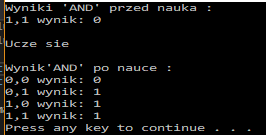 Wyniki 'AND' przed nauka :
1,1 wynik: 0
Ucze sie
Wynik'AND' po nauce :
0,0 wynik: 0
0,1 wynik: 1
1,0 wynik: 1
1,1 wynik: 1
Press any key to continue . . .